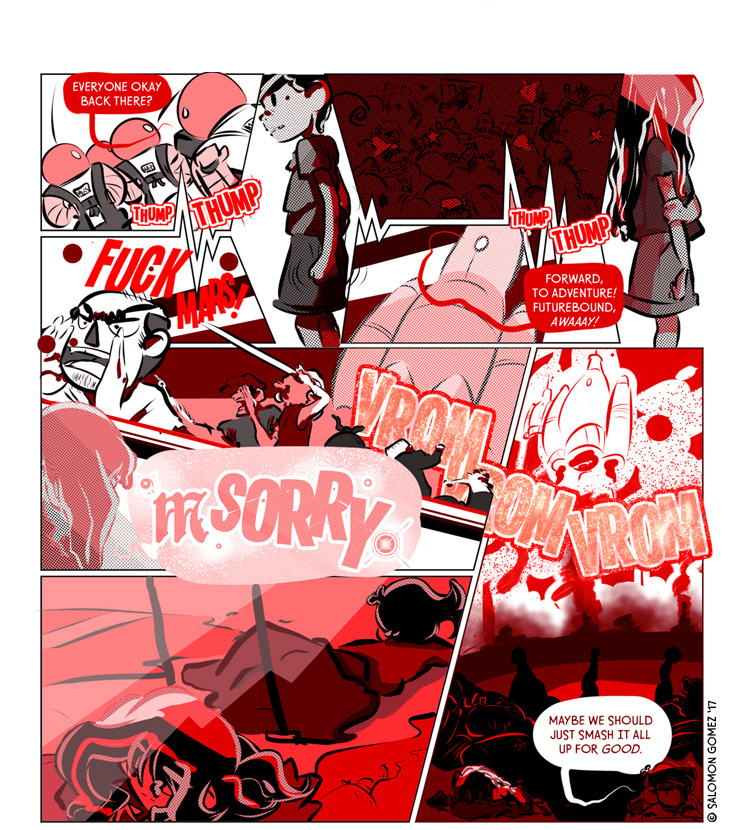 EVERYONE OKAY
BACK THERE?
THUMP
THUMP
THUMP
THUMP
FORWARD,
TO ADVENTURE!
FUTUREBOUND,
AWAAAY!
FUCK
MARS!
VROM
VROM
I'm SORRY
MAYBE WE SHOULD
JUST SMASH IT ALL
UP FOR GOOD.
© SALOMON GOMEZ '17